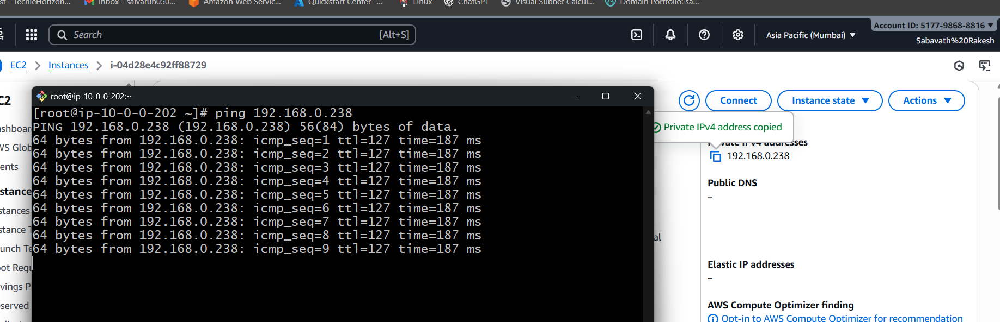 st - TechieHorizon... Inbox - saivarun050... Amazon Web Servic... Quickstart Center -... Linux ChatGPT Visual Subnet Calcul... Domain Portfolio: sa...
Search [Alt+S] Asia Pacific (Mumbai) Account ID: 5177-9868-8816
Sabavath%20Rakesh
EC2 Instances i-04d28e4c92ff88729
C2
root@ip-10-0-0-202:~
Connect Instance state Actions
[root@ip-10-0-0-202 ~]# ping 192.168.0.238
PING 192.168.0.238 (192.168.0.238) 56(84) bytes of data.
64 bytes from 192.168.0.238: icmp_seq=1 ttl=127 time=187 ms
64 bytes from 192.168.0.238: icmp_seq=2 ttl=127 time=187 ms
64 bytes from 192.168.0.238: icmp_seq=3 ttl=127 time=187 ms
64 bytes from 192.168.0.238: icmp_seq=4 ttl=127 time=187 ms
64 bytes from 192.168.0.238: icmp_seq=5 ttl=127 time=187 ms
64 bytes from 192.168.0.238: icmp_seq=6 ttl=127 time=187 ms
64 bytes from 192.168.0.238: icmp_seq=7 ttl=127 time=187 ms
64 bytes from 192.168.0.238: icmp_seq=8 ttl=127 time=187 ms
64 bytes from 192.168.0.238: icmp_seq=9 ttl=127 time=187 ms
ashboar
WS Glob
ents
stance
stances
stance T
unch Te
ot Requ
vings P
served
Private IPv4 address copied
Private IPv4 addresses
192.168.0.238
Public DNS
–
al
Elastic IP addresses
–
AWS Compute Optimizer finding
Opt-in to AWS Compute Optimizer for recommendation